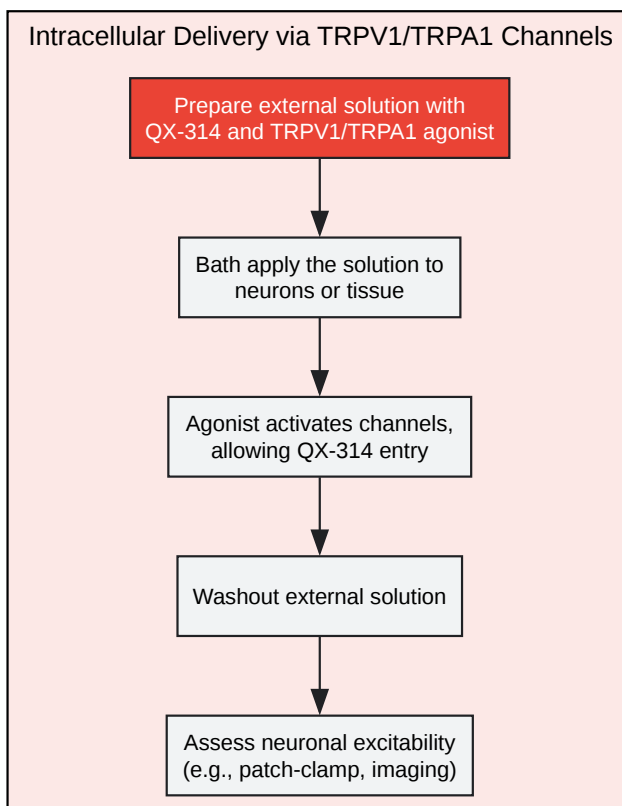 Intracellular Delivery via TRPV1/TRPA1 Channels
Prepare external solution with
QX-314 and TRPV1/TRPA1 agonist
Bath apply the solution to
neurons or tissue
Agonist activates channels,
allowing QX-314 entry
Washout external solution
Assess neuronal excitability
(e.g., patch-clamp, imaging)